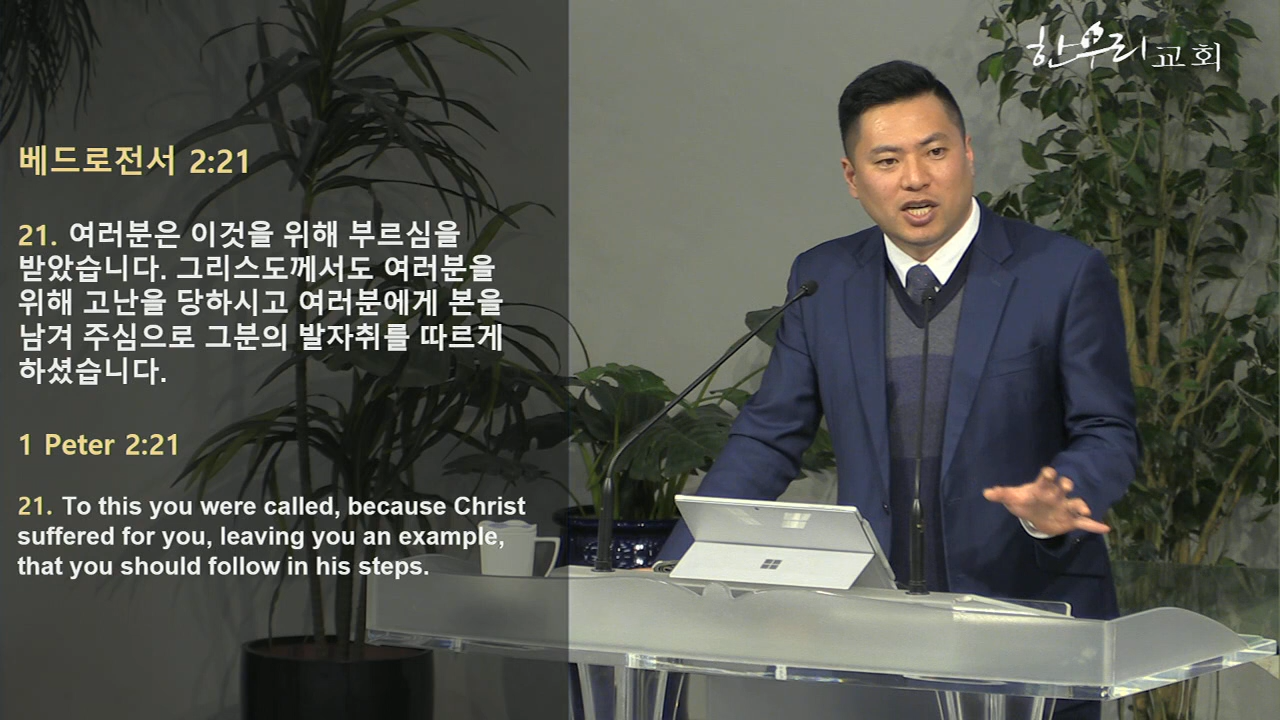 한우리교회
베드로전서 2:21
21. 여러분은 이것을 위해 부르심을
받았습니다. 그리스도께서도 여러분을
위해 고난을 당하시고 여러분에게 본을
남겨 주심으로 그분의 발자취를 따르게
하셨습니다.
1 Peter 2:21
21. To this you were called, because Christ
suffered for you, leaving you an example,
that you should follow in his steps.